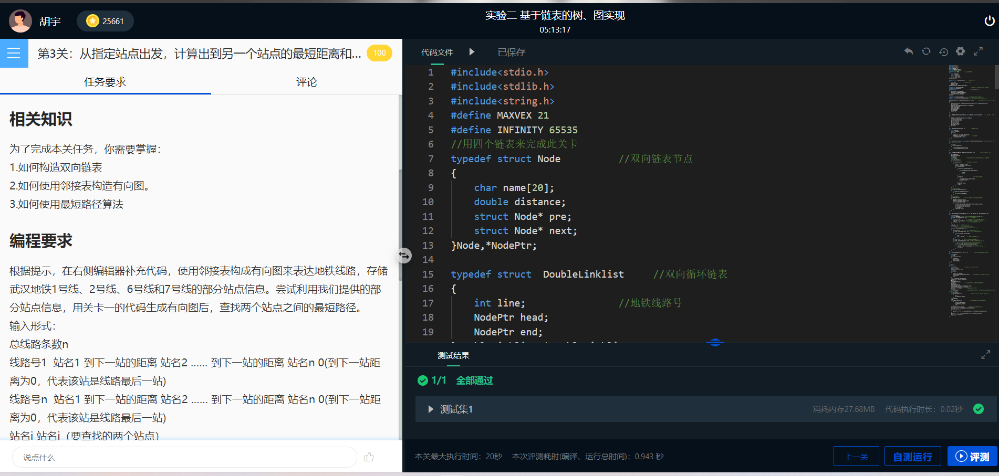 胡宇
25661
实验二 基于链表的树、图实现
05:13:17
第3关：从指定站点出发，计算出到另一个站点的最短距离和...
100
任务要求
评论
相关知识
为了完成本关任务，你需要掌握：
1.如何构造双向链表
2.如何使用邻接表构造有向图。
3.如何使用最短路径算法
编程要求
根据提示，在右侧编辑器补充代码，使用邻接表构成有向图来表达地铁线路，存储
武汉地铁1号线、2号线、6号线和7号线的部分站点信息。尝试利用我们提供的部
分站点信息，用关卡一的代码生成有向图后，查找两个站点之间的最短路径。
输入形式：
总线路条数n
线路号1  站名1 到下一站的距离 站名2 …… 到下一站的距离 站名n 0(到下一站距
离为0，代表该站是线路最后一站)
线路号n  站名1 到下一站的距离 站名2 …… 到下一站的距离 站名n 0(到下一站距
离为0，代表该站是线路最后一站)
站名i 站名j（要查找的两个站点）
说点什么
代码文件
已保存
1 #include<stdio.h>
2 #include<stdlib.h>
3 #include<string.h>
4 #define MAXVEX 21
5 #define INFINITY 65535
6 //用四个链表来完成此关卡
7 typedef struct Node //双向链表节点
8 {
9 char name[20];
10 double distance;
11 struct Node* pre;
12 struct Node* next;
13 }Node,*NodePtr;
14
15 typedef struct  DoubleLinklist //双向循环链表
16 {
17 int line; //地铁线路号
18 NodePtr head;
19 NodePtr end;
测试结果
1/1 全部通过
测试集1
消耗内存27.68MB 代码执行时长：0.02秒
本关最大执行时间：20秒 本次评测耗时(编译、运行总时间)：0.943 秒
上一关
自测运行
评测